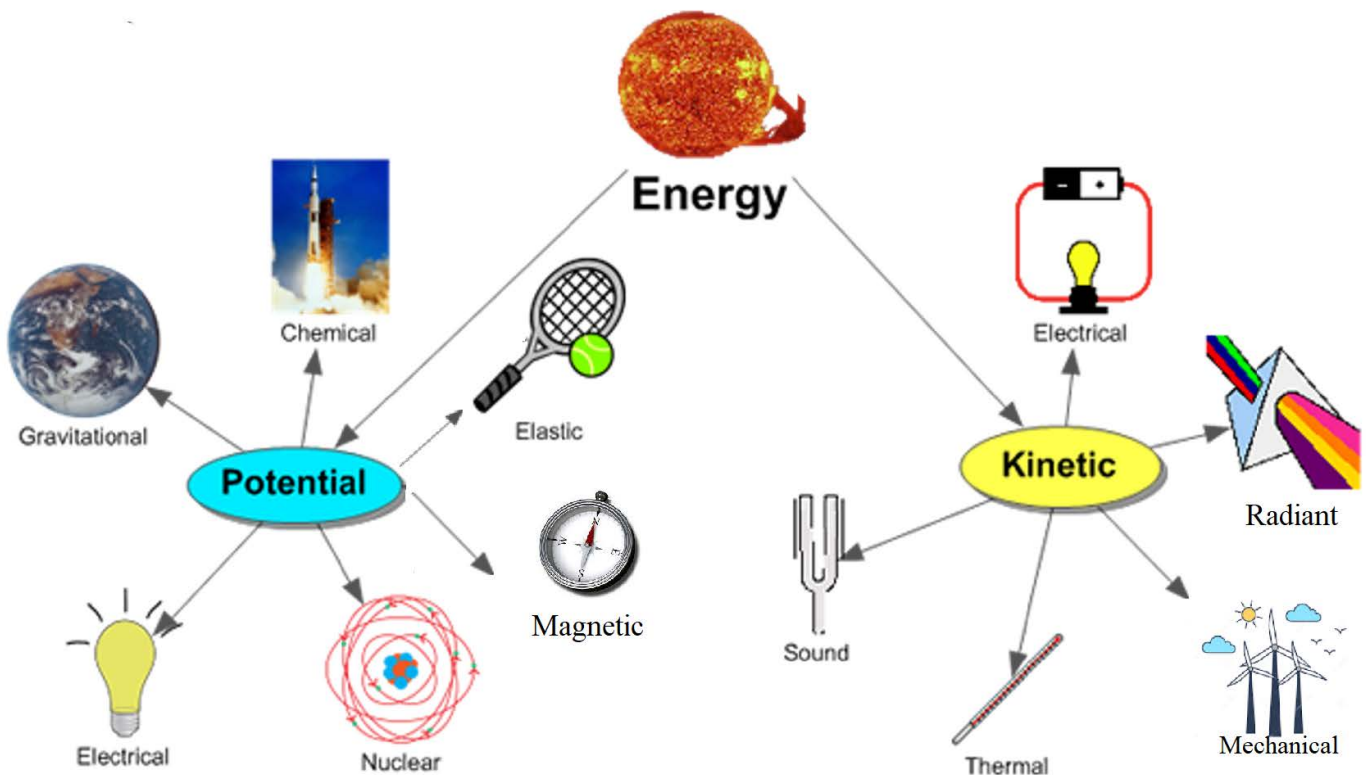 Energy
Chemical
Electrical
Gravitational
Elastic
Potential
Kinetic
Radiant
N
W
E
S
Magnetic
Sound
Electrical
Nuclear
Thermal
Mechanical
- +